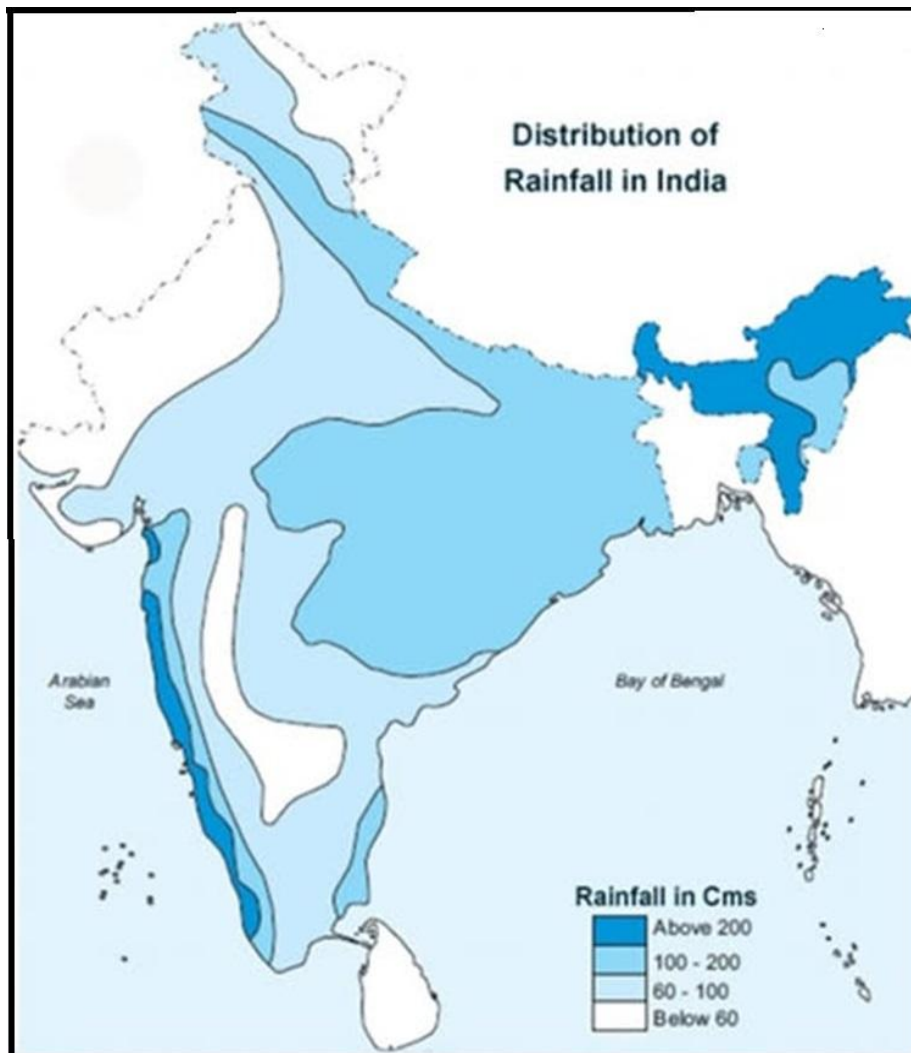 Distribution of
Rainfall in India
Arabian
Sea
Bay of Bengal
Rainfall in Cms
Above 200
100 - 200
60 - 100
Below 60